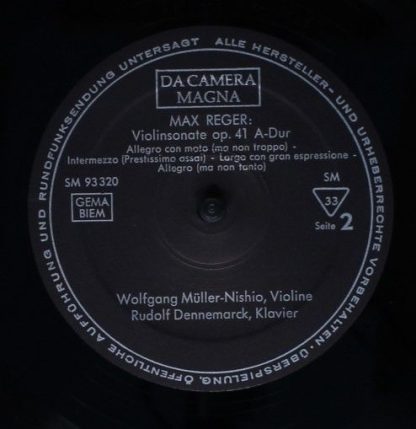 DA CAMERA
MAGNA
MAX REGER:
Violinsonate op. 41 A-Dur
Allegro con moto (ma non troppo) -
Intermezzo (Prestissimo assai) - Largo con gran espressione -
Allegro (ma non tanto)
SM 93320
SM
GEMA
BIEM
33
Seite 2
Wolfgang Müller-Nishio, Violine
Rudolf Dennemarck, Klavier
ALLE HERSTELLER- UND URHEBERRECHTE VORBEHALTEN · ÜBERSPIELUNG, ÖFFENTLICHE AUFFÜHRUNG UND RUNDFUNKSENDUNG UNTERSAGT